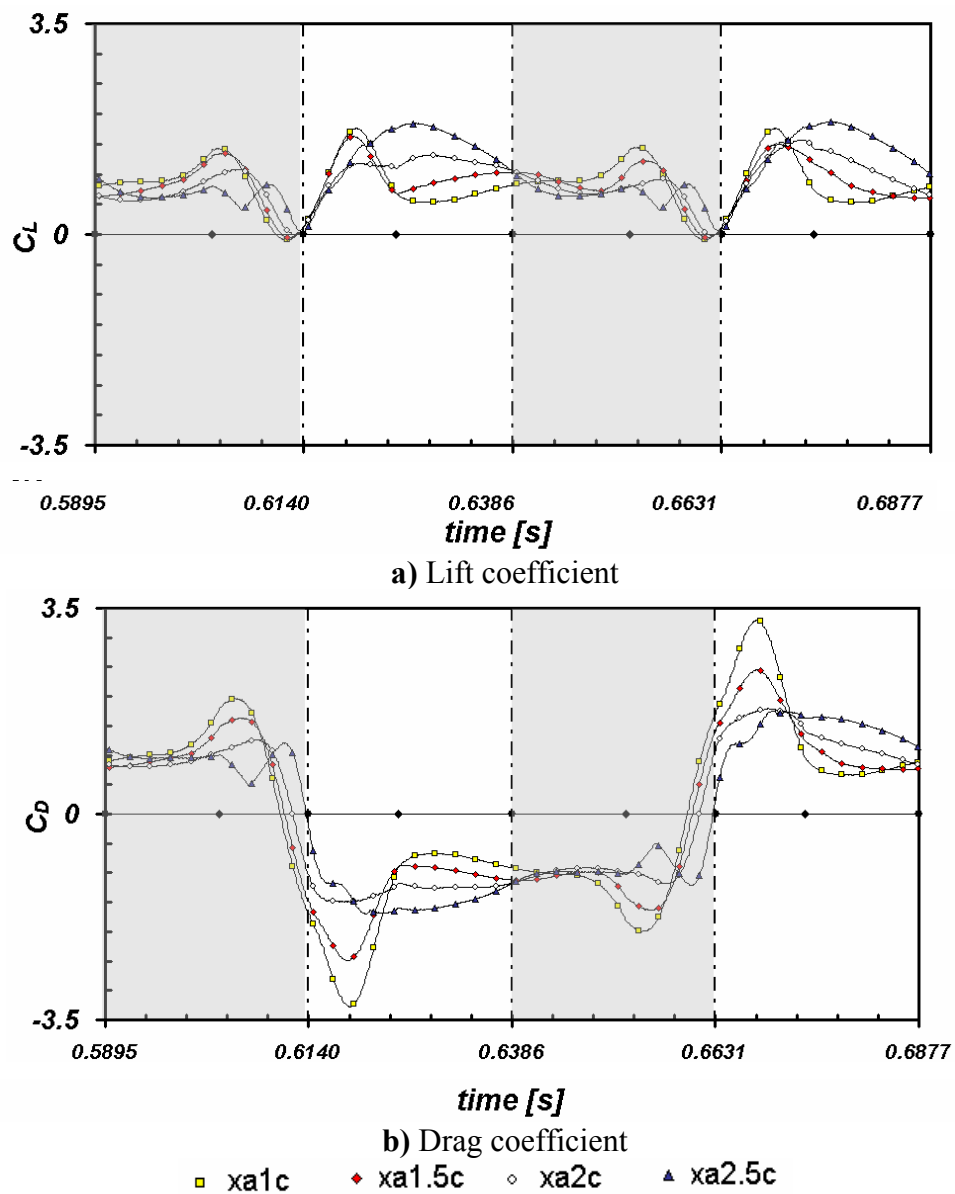 3.5
C_L
0
-3.5
0.5895 0.6140 0.6386 0.6631 0.6877
time [s]
a) Lift coefficient
3.5
C_D
0
-3.5
0.5895 0.6140 0.6386 0.6631 0.6877
time [s]
b) Drag coefficient
xa1c xa1.5c xa2c xa2.5c